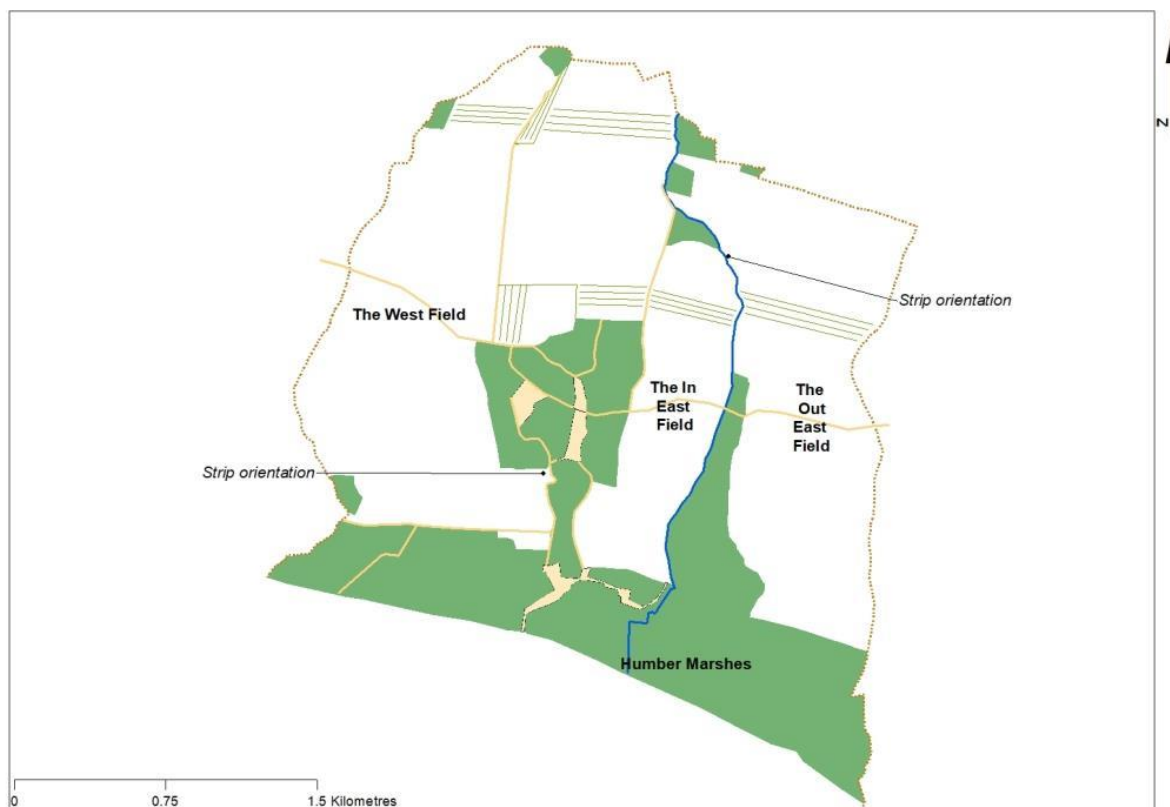 z
Strip orientation
The West Field
The In
East
Field
The
Out
East
Field
Strip orientation
Humber Marshes
0
0.75
1.5 Kilometres